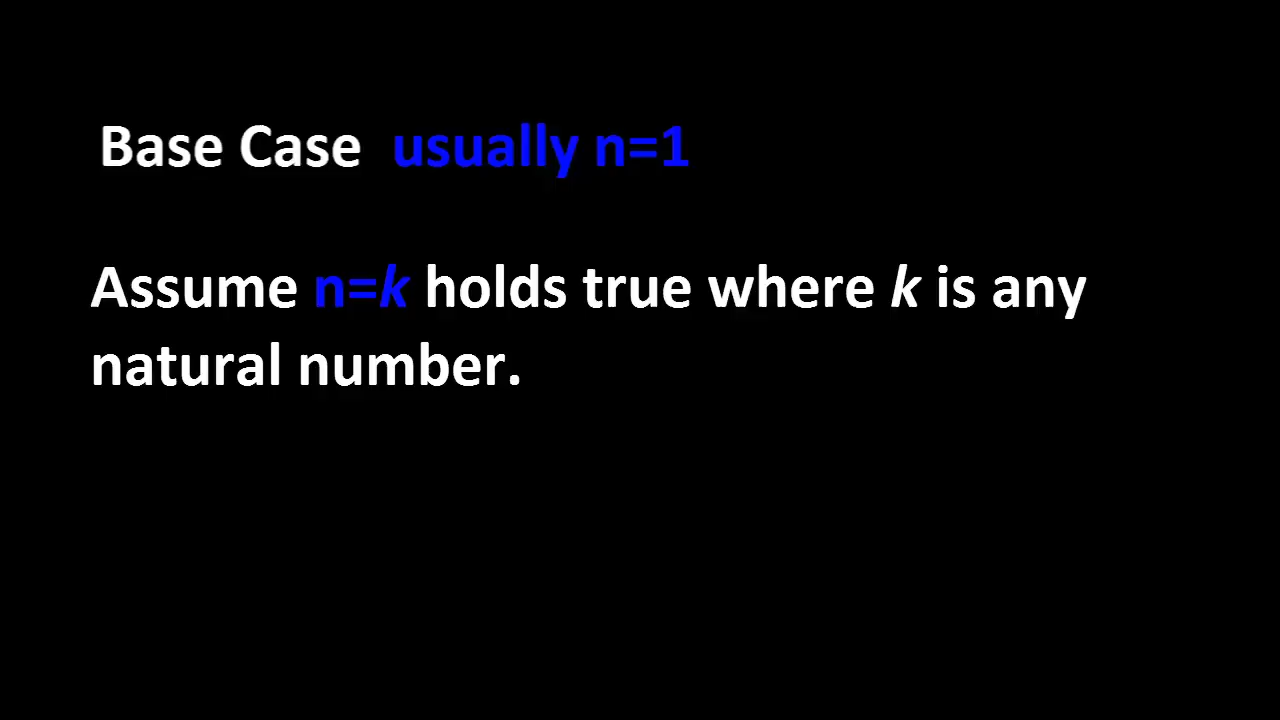 Base Case usually n=1
Assume n=k holds true where k is any
natural number.